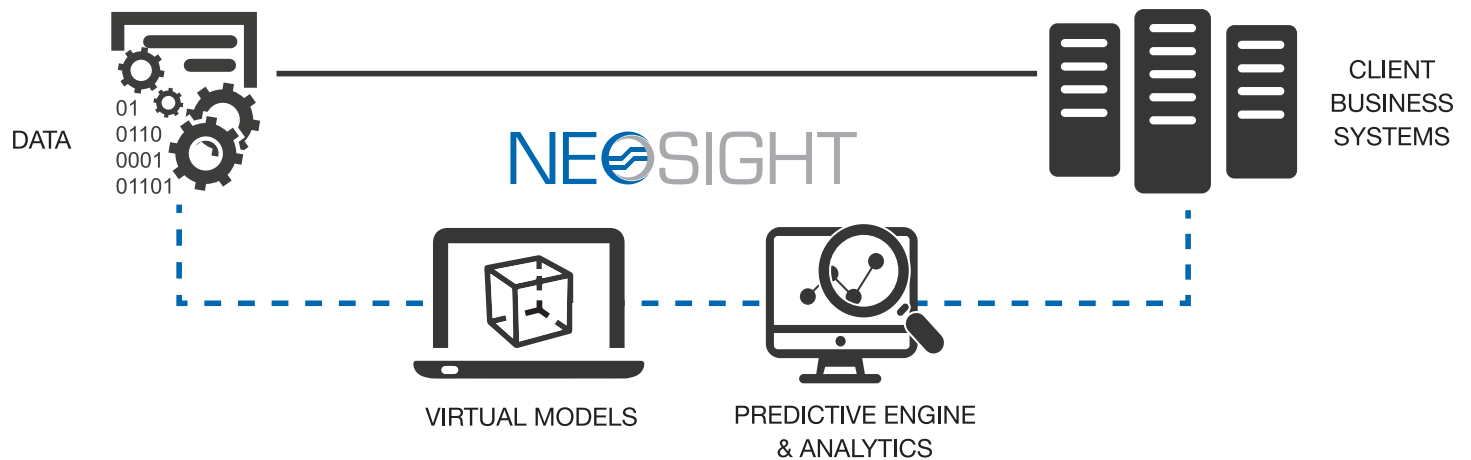 DATA
01
0110
0001
01101
NEOSIGHT
CLIENT
BUSINESS
SYSTEMS
VIRTUAL MODELS
PREDICTIVE ENGINE
& ANALYTICS